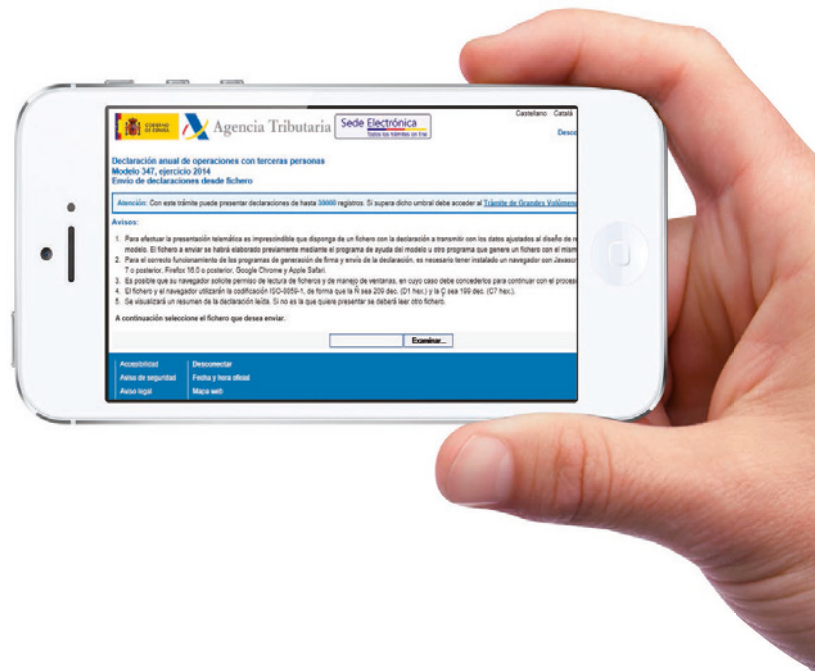 GOBIERNO
DE ESPAÑA
Agencia Tributaria
Sede Electrónica
Todos los trámites on line
Castellano Català
Desco
Declaración anual de operaciones con terceras personas
Modelo 347, ejercicio 2014
Envío de declaraciones desde fichero
Atención: Con este trámite puede presentar declaraciones de hasta 30000 registros. Si supera dicho umbral debe acceder al Trámite de Grandes Volúmene
Avisos:
1. Para efectuar la presentación telemática es imprescindible que disponga de un fichero con la declaración a transmitir con los datos ajustados al diseño de re
modelo. El fichero a enviar se habrá elaborado previamente mediante el programa de ayuda del modelo u otro programa que genere un fichero con el mism
2. Para el correcto funcionamiento de los programas de generación de firma y envío de la declaración, es necesario tener instalado un navegador con Javascr
7 o posterior, Firefox 16.0 o posterior, Google Chrome y Apple Safari.
3. Es posible que su navegador solicite permiso de lectura de ficheros y de manejo de ventanas, en cuyo caso debe concederlos para continuar con el proces
4. El fichero y el navegador utilizarán la codificación ISO-8859-1, de forma que la Ñ sea 209 dec. (D1 hex.) y la Ç sea 199 dec. (C7 hex.).
5. Se visualizará un resumen de la declaración leída. Si no es la que quiere presentar se deberá leer otro fichero.
A continuación seleccione el fichero que desea enviar.
Examinar...
Accesibilidad Desconectar
Aviso de seguridad Fecha y hora oficial
Aviso legal Mapa web